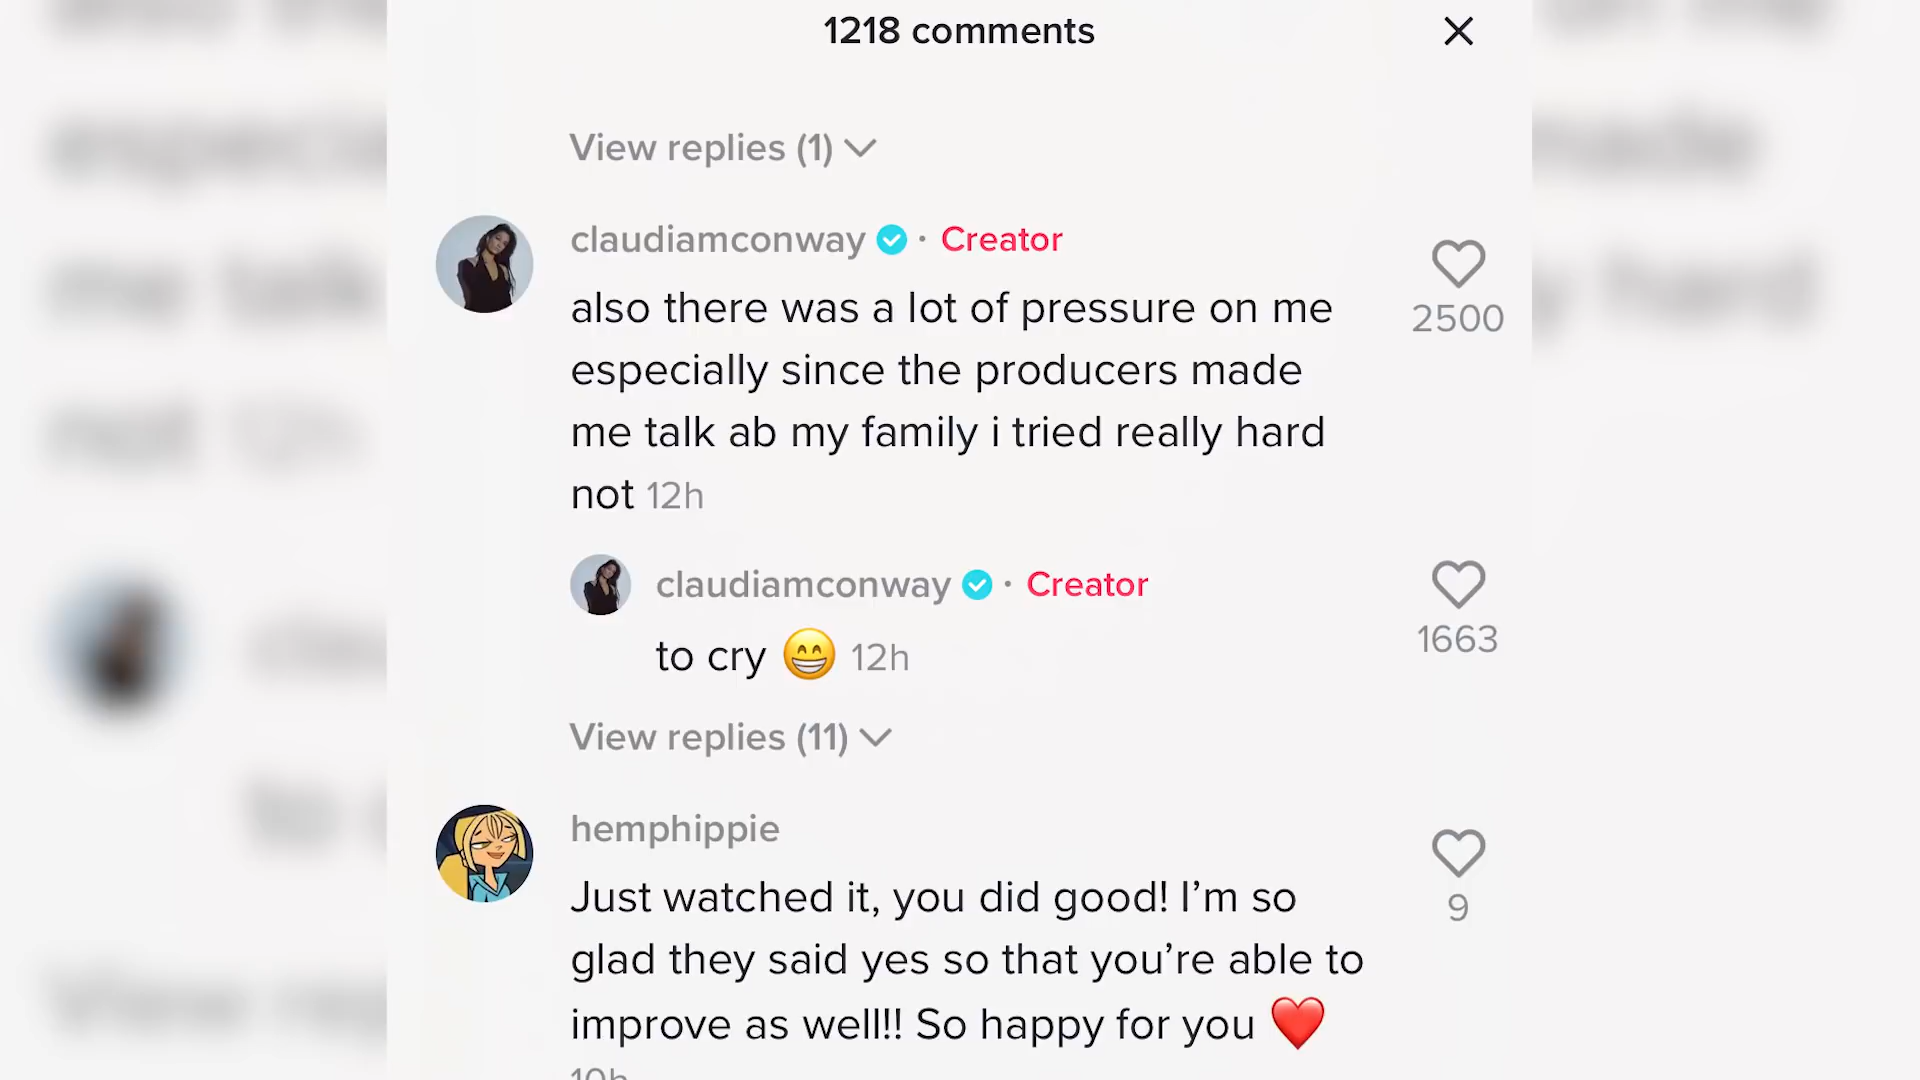 1218 comments
View replies (1)
claudiamconway · Creator
also there was a lot of pressure on me
2500
especially since the producers made
me talk ab my family i tried really hard
not 12h
claudiamconway · Creator
to cry 😁 12h
1663
View replies (11)
hemphippie
Just watched it, you did good! I’m so
9
glad they said yes so that you’re able to
improve as well!! So happy for you ❤️
10h